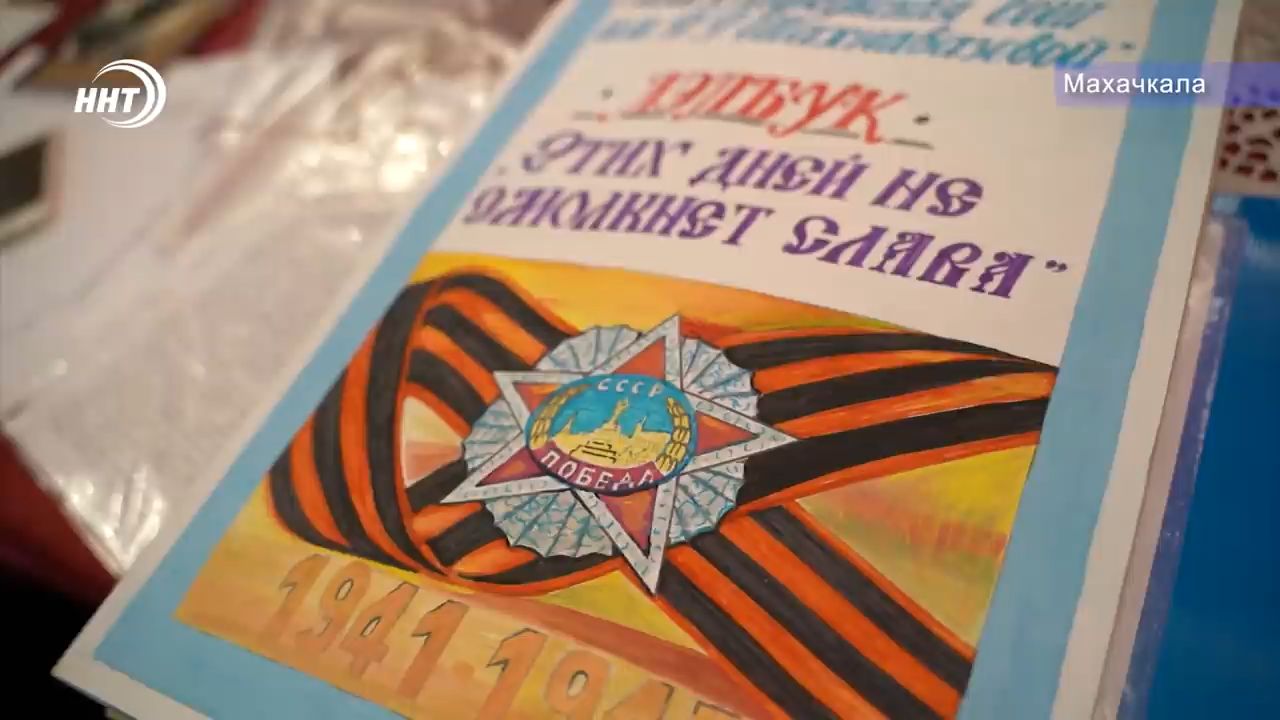 ННТ
Махачкала
ЛЭПБУК
"ЭТИХ ДНЕЙ НЕ
СМОЛКНЕТ СЛАВА"
СССР
ПОБЕДА
1941-194